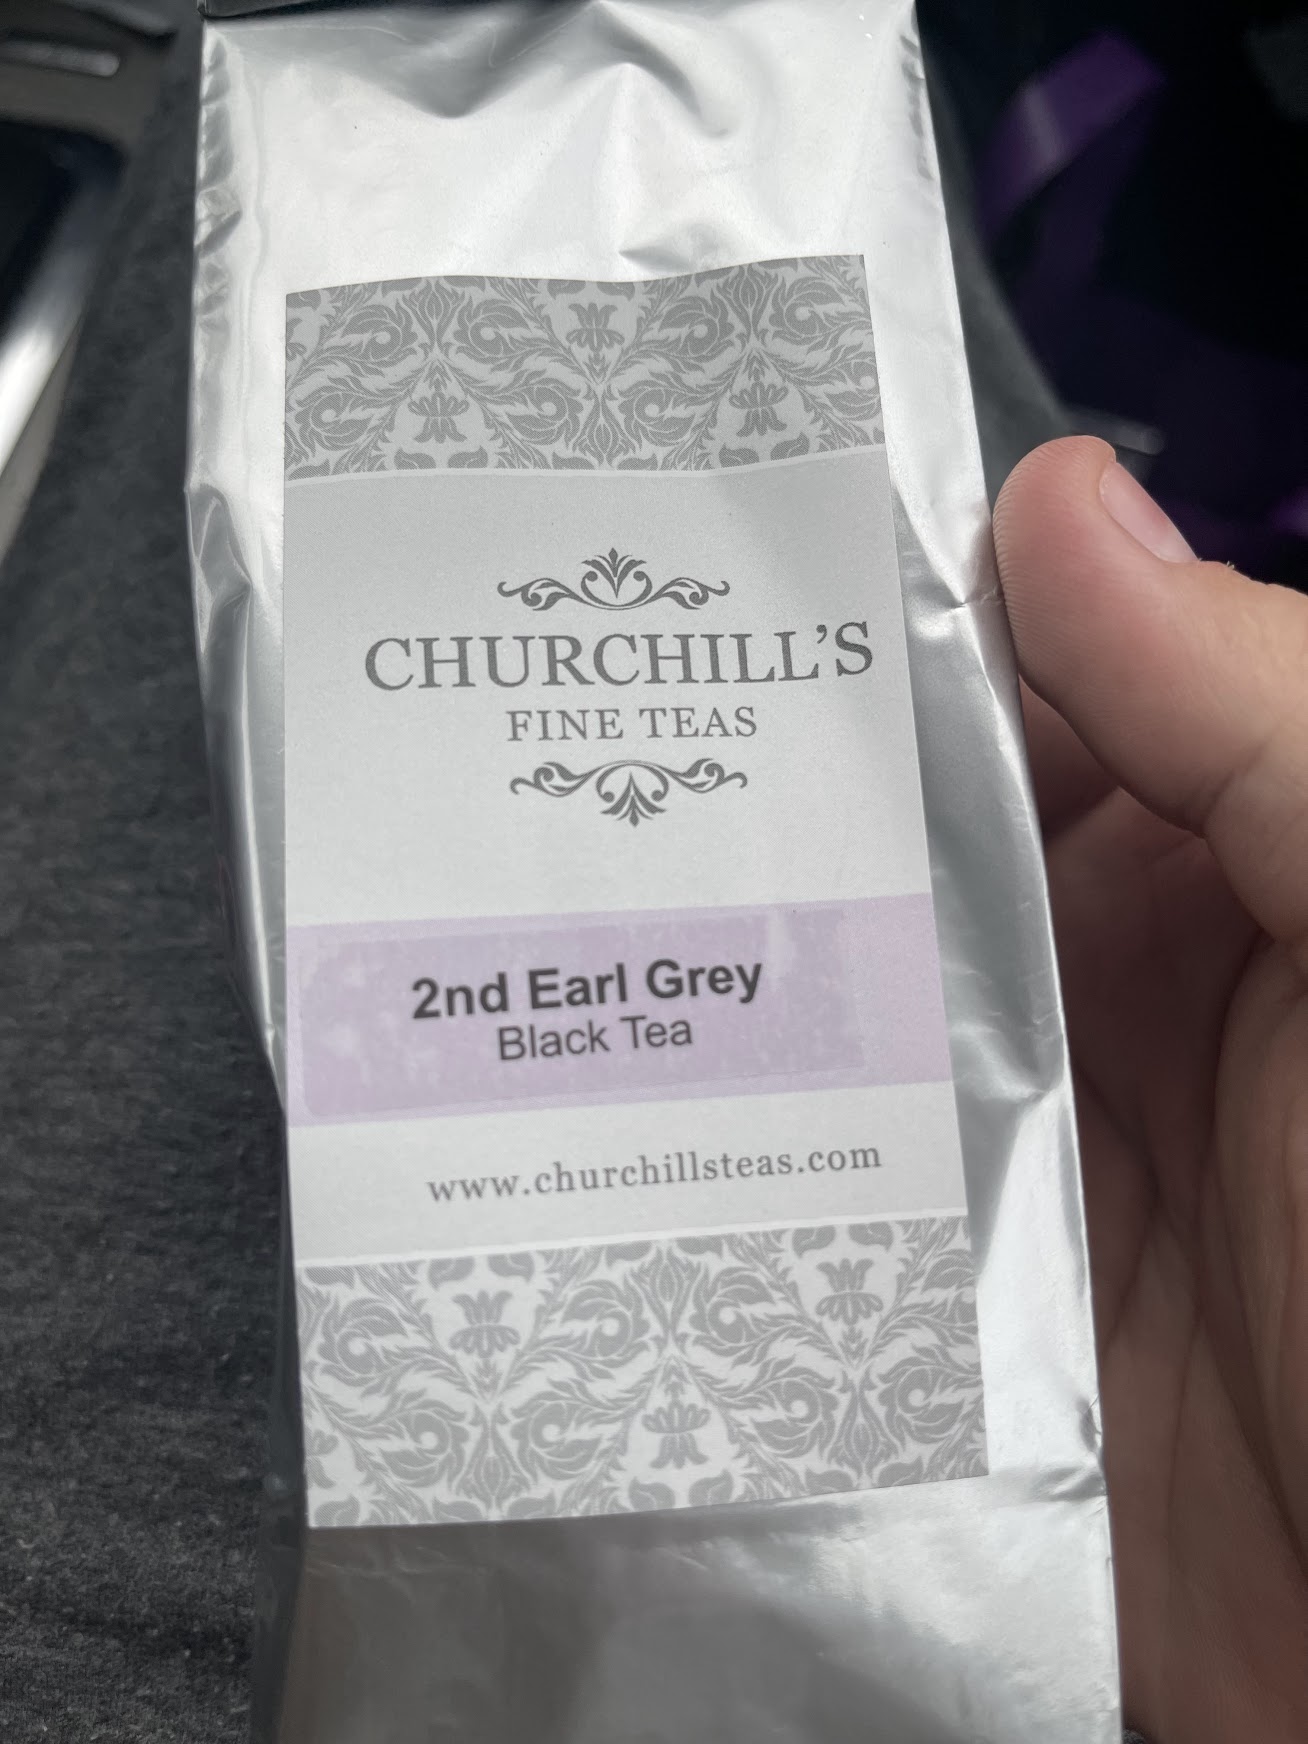 CHURCHILL'S
FINE TEAS
2nd Earl Grey
Black Tea
www.churchillsteas.com